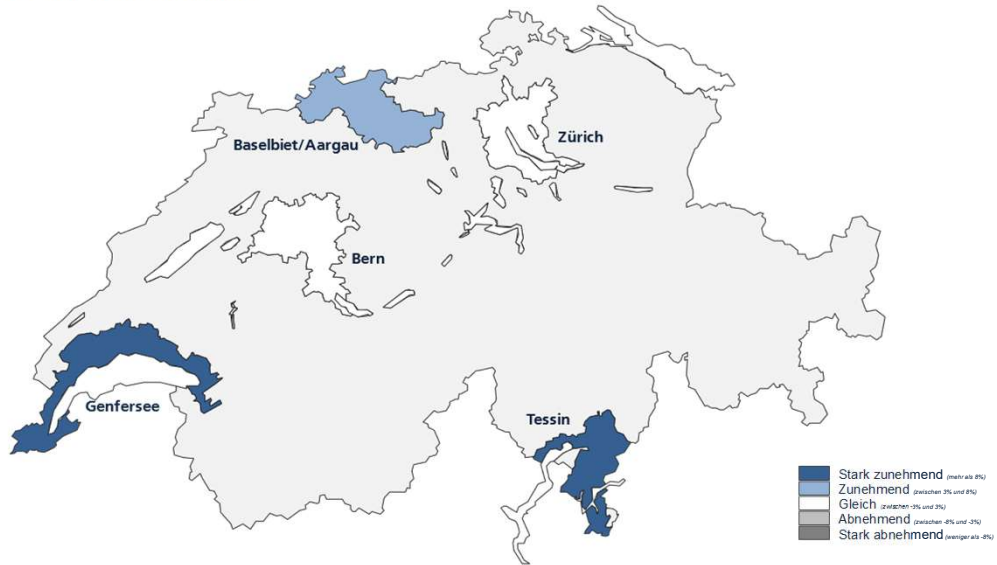 Zürich
Baselbiet/Aargau
Bern
Genfersee
Tessin
Stark zunehmend (mehr als 8%)
Zunehmend (zwischen 3% und 8%)
Gleich (zwischen -3% und 3%)
Abnehmend (zwischen -8% und -3%)
Stark abnehmend (weniger als -8%)